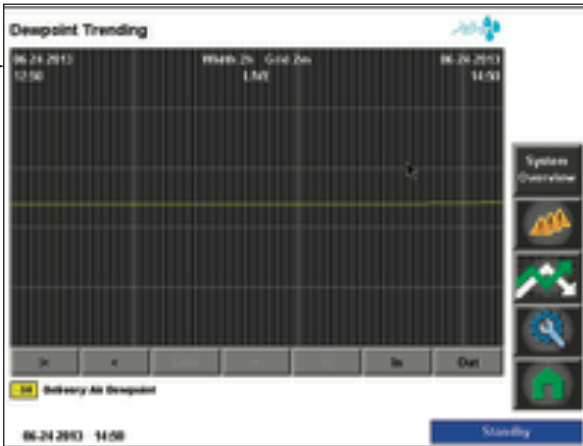 Dewpoint Trending
06-24-2013 Width 2h Grid 2m 06-24-2013
12:50 LIVE 14:50
System
Overview
|< < In Out
Delivery Air Dewpoint
06-24-2013 14:50 Standby